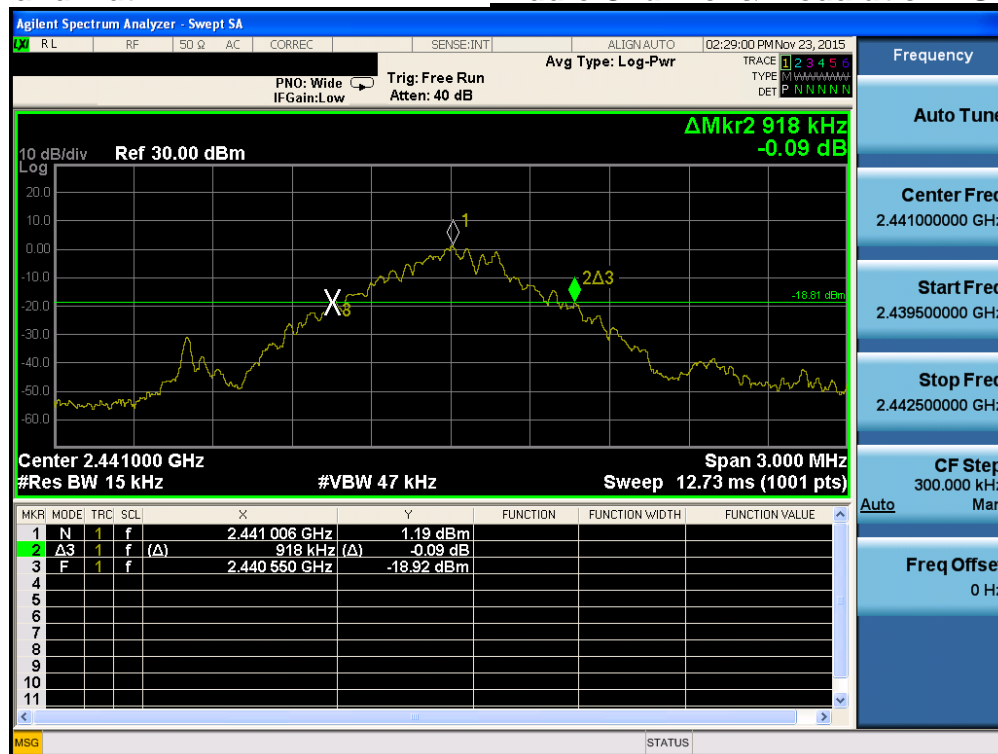 Agilent Spectrum Analyzer - Swept SA
LXI RL RF 50 Ω AC CORREC SENSE:INT ALIGN AUTO 02:29:00 PM Nov 23, 2015
PNO: Wide Trig: Free Run Avg Type: Log-Pwr TRACE 1 2 3 4 5 6
IFGain:Low Atten: 40 dB TYPE M
DET P N N N N N
ΔMkr2 918 kHz
10 dB/div Ref 30.00 dBm -0.09 dB
Log
20.0
10.0
0.00
-10.0
-20.0
-30.0
-40.0
-50.0
-60.0
1
2Δ3
3
-18.81 dBm
Center 2.441000 GHz Span 3.000 MHz
#Res BW 15 kHz #VBW 47 kHz Sweep 12.73 ms (1001 pts)
MKR MODE TRC SCL X Y FUNCTION FUNCTION WIDTH FUNCTION VALUE
1 N 1 f 2.441 006 GHz 1.19 dBm
2 Δ3 1 f (Δ) 918 kHz (Δ) -0.09 dB
3 F 1 f 2.440 550 GHz -18.92 dBm
4
5
6
7
8
9
10
11
MSG STATUS
Frequency
Auto Tune
Center Freq
2.441000000 GHz
Start Freq
2.439500000 GHz
Stop Freq
2.442500000 GHz
CF Step
300.000 kHz
Auto Man
Freq Offset
0 Hz